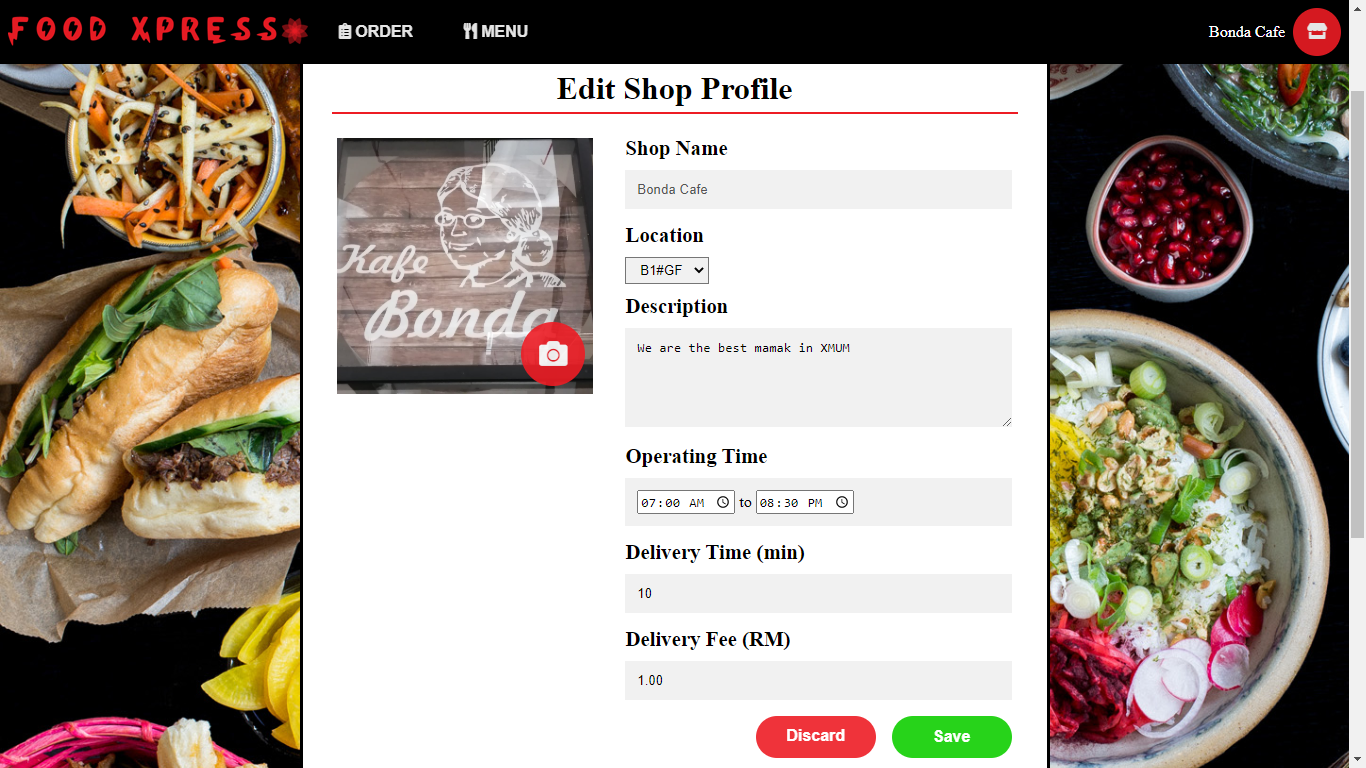 FOOD XPRESS
ORDER
MENU
Bonda Cafe
Edit Shop Profile
Kafe
Bonda
Shop Name
Bonda Cafe
Location
B1#GF
Description
We are the best mamak in XMUM
Operating Time
07:00 AM to 08:30 PM
Delivery Time (min)
10
Delivery Fee (RM)
1.00
Discard
Save